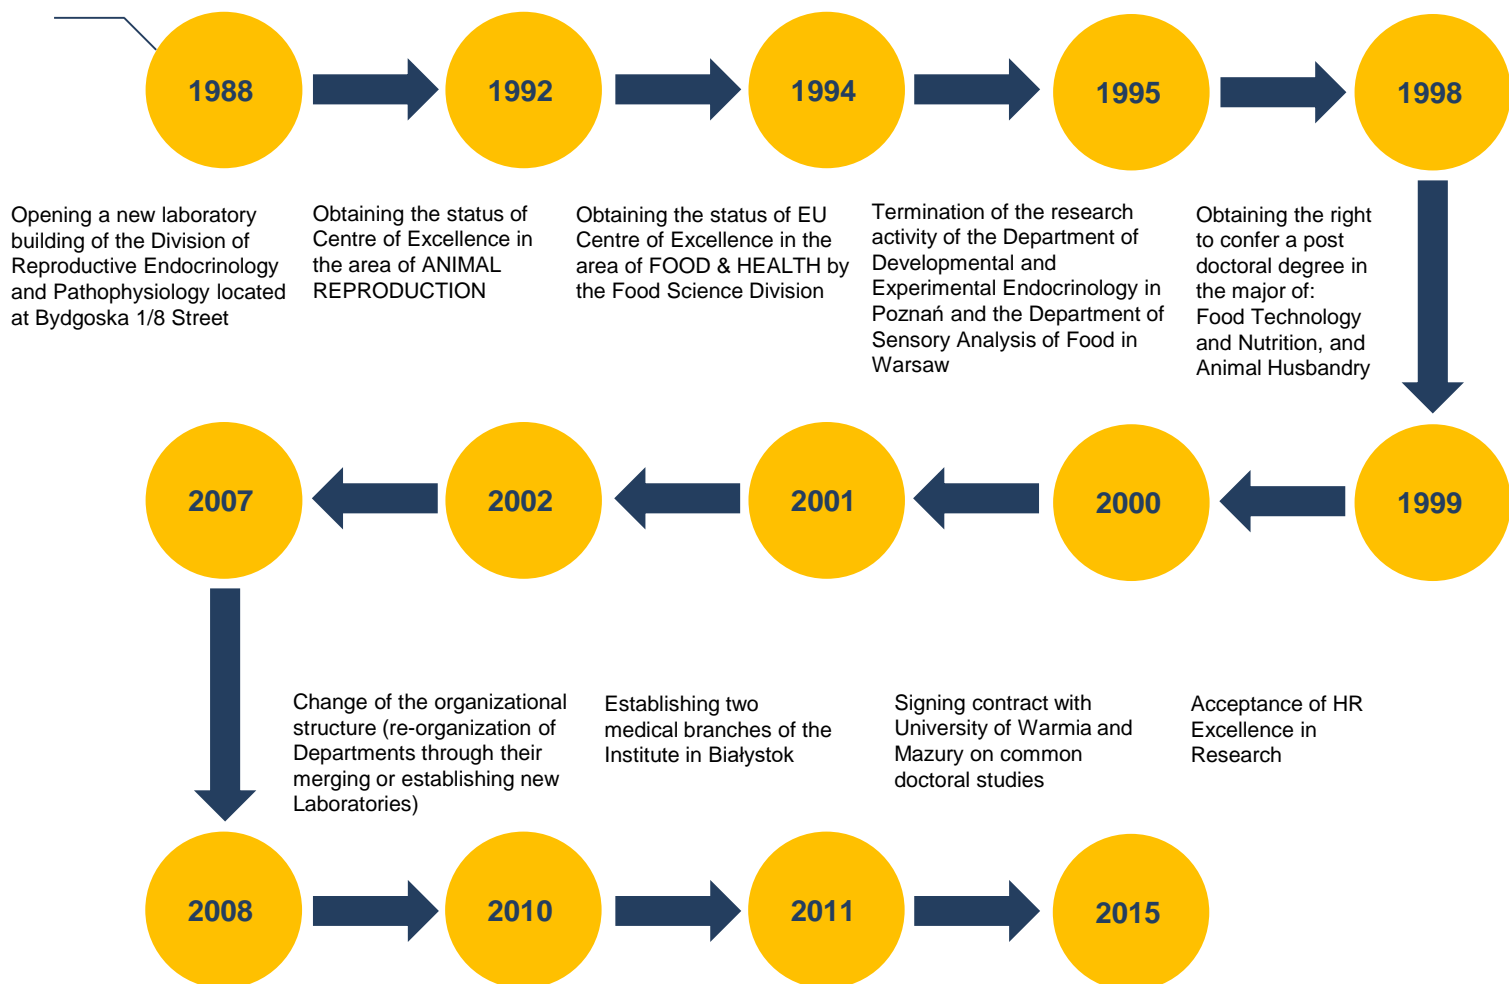 1988
1992
1994
1995
1998
Opening a new laboratory
building of the Division of
Reproductive Endocrinology
and Pathophysiology located
at Bydgoska 1/8 Street
Obtaining the status of
Centre of Excellence in
the area of ANIMAL
REPRODUCTION
Obtaining the status of EU
Centre of Excellence in the
area of FOOD & HEALTH by
the Food Science Division
Termination of the research
activity of the Department of
Developmental and
Experimental Endocrinology in
Poznań and the Department of
Sensory Analysis of Food in
Warsaw
Obtaining the right
to confer a post
doctoral degree in
the major of:
Food Technology
and Nutrition, and
Animal Husbandry
2007
2002
2001
2000
1999
Change of the organizational
structure (re-organization of
Departments through their
merging or establishing new
Laboratories)
Establishing two
medical branches of the
Institute in Białystok
Signing contract with
University of Warmia and
Mazury on common
doctoral studies
Acceptance of HR
Excellence in
Research
2008
2010
2011
2015